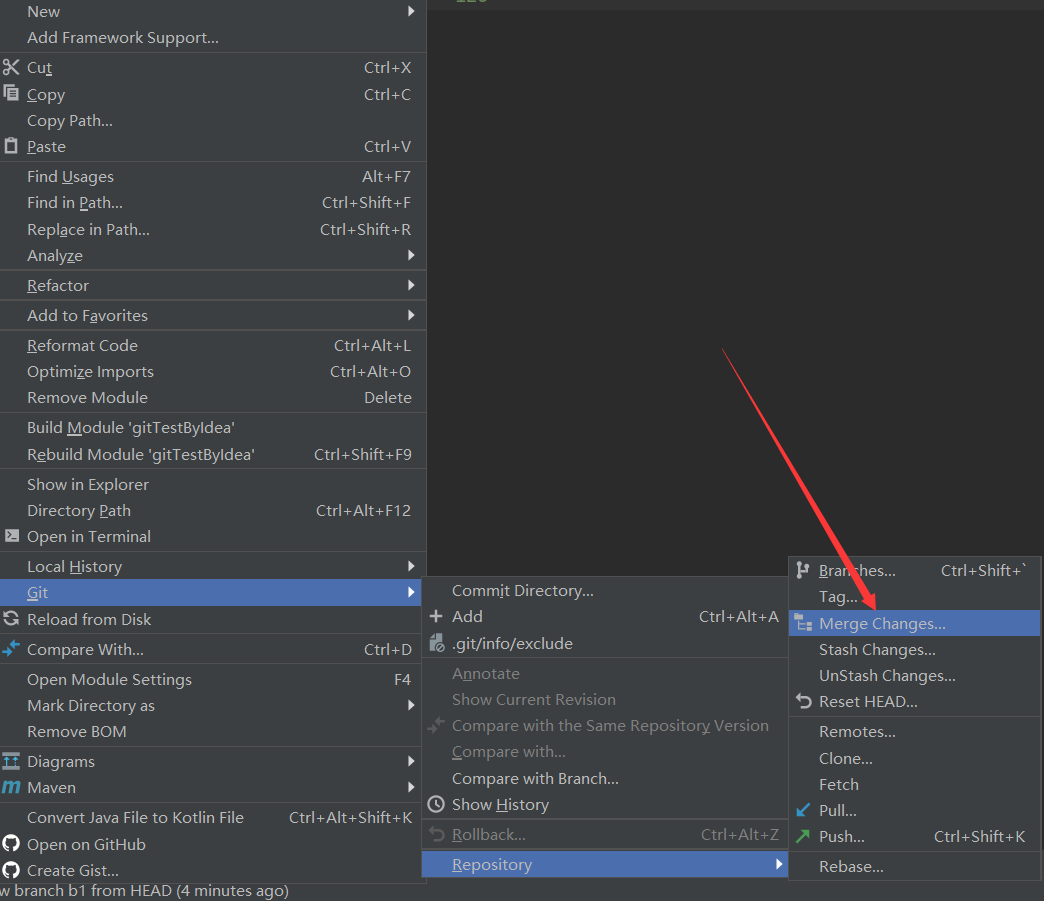 New
Add Framework Support...
Cut Ctrl+X
Copy Ctrl+C
Copy Path...
Paste Ctrl+V
Find Usages Alt+F7
Find in Path... Ctrl+Shift+F
Replace in Path... Ctrl+Shift+R
Analyze
Refactor
Add to Favorites
Reformat Code Ctrl+Alt+L
Optimize Imports Ctrl+Alt+O
Remove Module Delete
Build Module 'gitTestByIdea'
Rebuild Module 'gitTestByIdea' Ctrl+Shift+F9
Show in Explorer
Directory Path Ctrl+Alt+F12
Open in Terminal
Local History
Git
Reload from Disk
Compare With... Ctrl+D
Open Module Settings F4
Mark Directory as
Remove BOM
Diagrams
Maven
Convert Java File to Kotlin File Ctrl+Alt+Shift+K
Open on GitHub
Create Gist...
w branch b1 from HEAD (4 minutes ago)
Commit Directory...
Add Ctrl+Alt+A
.git/info/exclude
Annotate
Show Current Revision
Compare with the Same Repository Version
Compare with...
Compare with Branch...
Show History
Rollback... Ctrl+Alt+Z
Repository
Branches... Ctrl+Shift+`
Tag...
Merge Changes...
Stash Changes...
UnStash Changes...
Reset HEAD...
Remotes...
Clone...
Fetch
Pull...
Push... Ctrl+Shift+K
Rebase...